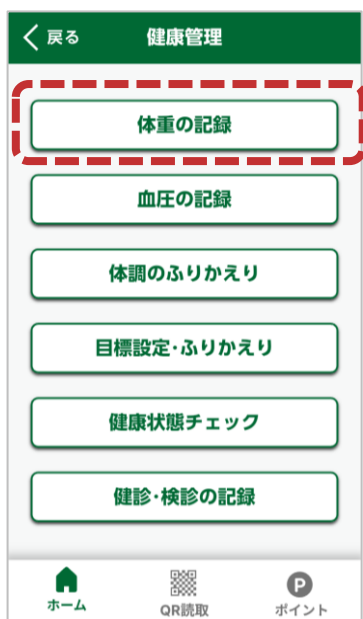 戻る 健康管理
体重の記録
血圧の記録
体調のふりかえり
目標設定・ふりかえり
健康状態チェック
健診・検診の記録
P
ホーム QR読取 ポイント